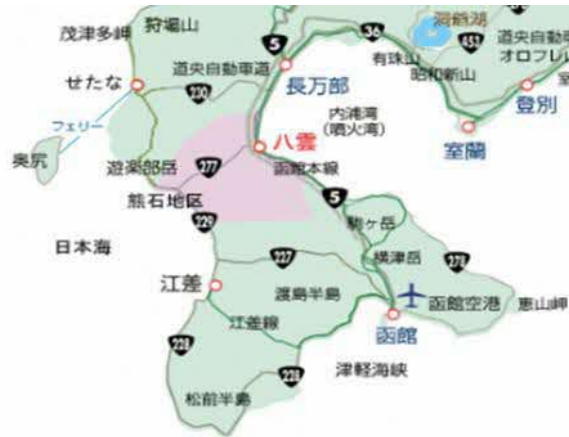 狩場山
茂津多岬
洞爺湖
5
36
453
道央自動車
オロフレ
道央自動車道
有珠山
昭和新山
せたな
230
長万部
登別
フェリー
内浦湾
(噴火湾)
室蘭
八雲
奥尻
遊楽部岳
277
函館本線
熊石地区
5
229
駒ヶ岳
日本海
227
横津岳
278
江差
渡島半島
函館空港
恵山岬
江差線
函館
228
228
津軽海峡
松前半島